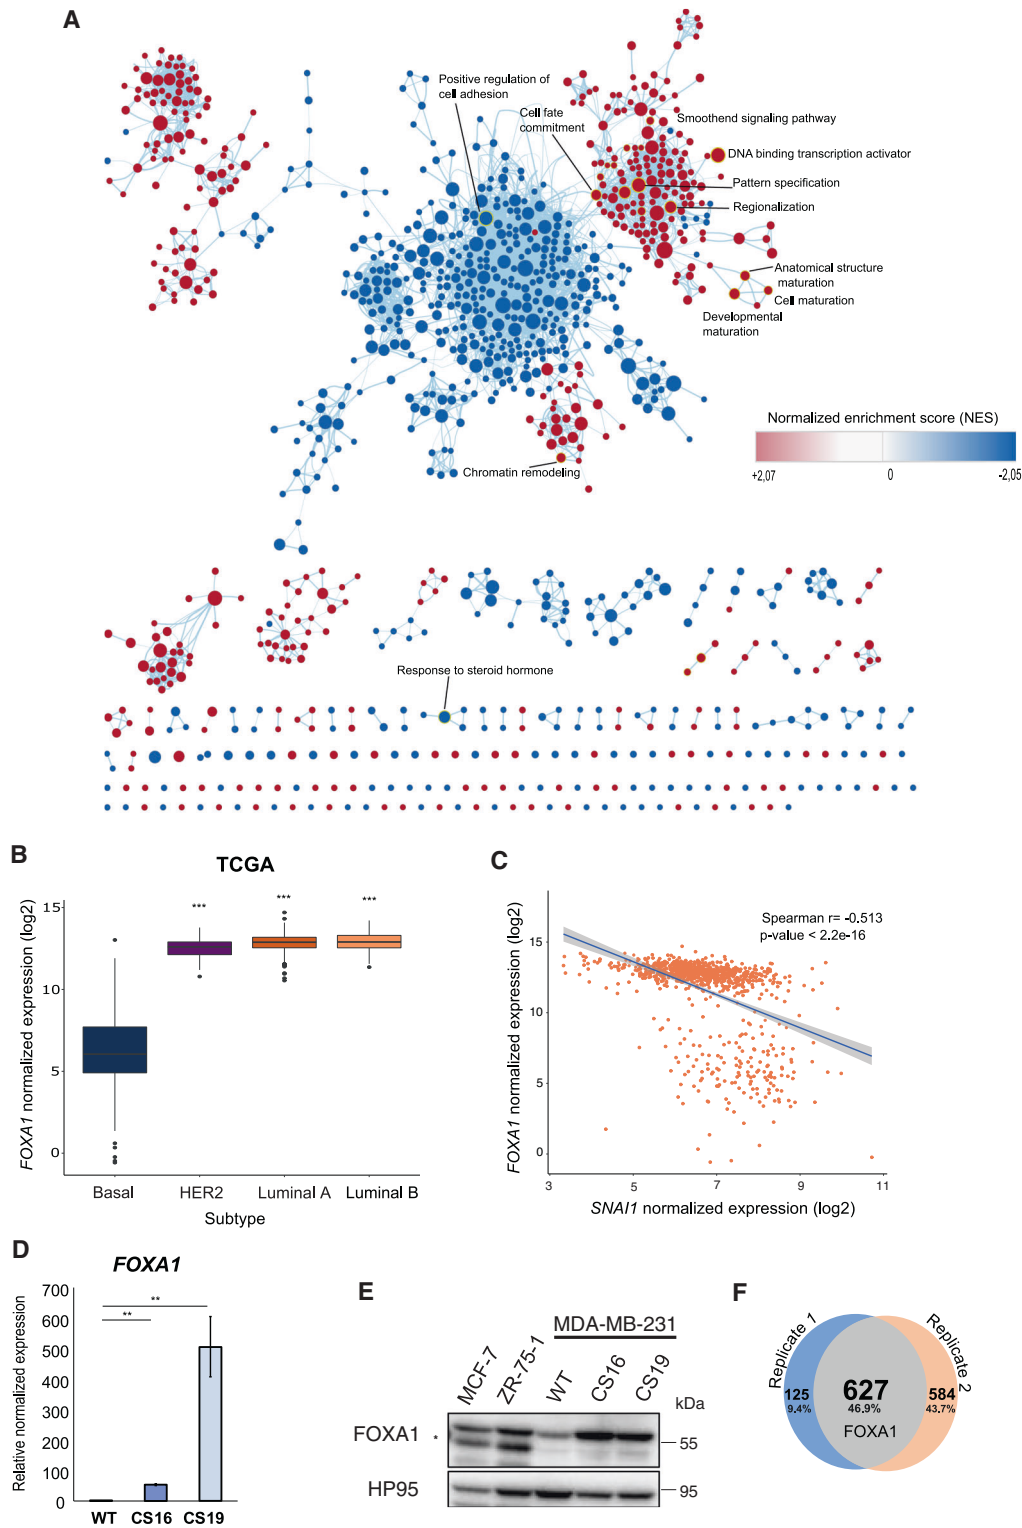 A
Positive regulation of
cell adhesion
Cell fate
commitment
Smoothend signaling pathway
DNA binding transcription activator
Pattern specification
Regionalization
Anatomical structure
maturation
Cell maturation
Developmental
maturation
Chromatin remodeling
Normalized enrichment score (NES)
+2,07
0
-2,05
Response to steroid hormone
B
TCGA
FOXA1 normalized expression (log2)
15
10
5
0
***
***
***
Basal
HER2
Luminal A
Luminal B
Subtype
C
FOXA1 normalized expression (log2)
15
10
5
0
Spearman r= -0.513
p-value < 2.2e-16
3
5
7
9
11
SNAI1 normalized expression (log2)
D
FOXA1
Relative normalized expression
700
600
500
400
300
200
100
0
**
**
WT
CS16
CS19
E
MDA-MB-231
MCF-7
ZR-75-1
WT
CS16
CS19
kDa
FOXA1
*
55
HP95
95
F
Replicate 1
Replicate 2
125
9.4%
627
46.9%
FOXA1
584
43.7%